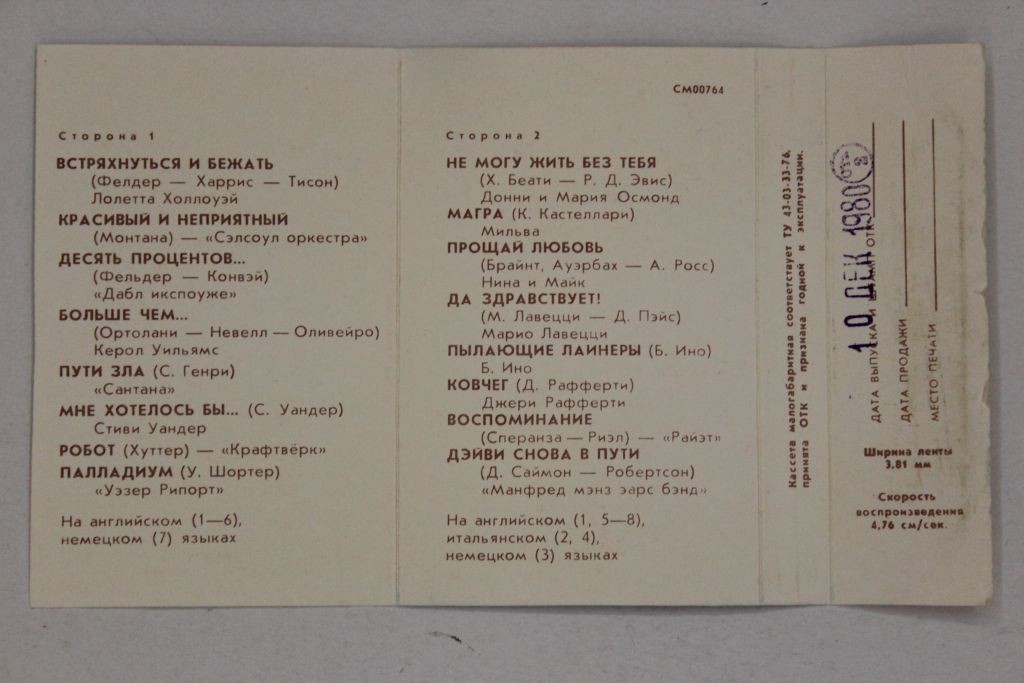 Сторона 1
ВСТРЯХНУТЬСЯ И БЕЖАТЬ
(Фелдер — Харрис — Тисон)
Лолетта Холлоуэй
КРАСИВЫЙ И НЕПРИЯТНЫЙ
(Монтана) — «Сэлсоул оркестра»
ДЕСЯТЬ ПРОЦЕНТОВ...
(Фельдер — Конвэй)
«Дабл икспоуже»
БОЛЬШЕ ЧЕМ...
(Ортолани — Невелл — Оливейро)
Керол Уильямс
ПУТИ ЗЛА (С. Генри)
«Сантана»
МНЕ ХОТЕЛОСЬ БЫ... (С. Уандер)
Стиви Уандер
РОБОТ (Хуттер) — «Крафтвёрк»
ПАЛЛАДИУМ (У. Шортер)
«Уэзер Рипорт»
На английском (1—6),
немецком (7) языках
СМ00764
Сторона 2
НЕ МОГУ ЖИТЬ БЕЗ ТЕБЯ
(Х. Беати — Р. Д. Эвис)
Донни и Мария Осмонд
МАГРА (К. Кастеллари)
Мильва
ПРОЩАЙ ЛЮБОВЬ
(Брайнт, Ауэрбах — А. Росс)
Нина и Майк
ДА ЗДРАВСТВУЕТ!
(М. Лавецци — Д. Пэйс)
Марио Лавецци
ПЫЛАЮЩИЕ ЛАИНЕРЫ (Б. Ино)
Б. Ино
КОВЧЕГ (Д. Рафферти)
Джери Рафферти
ВОСПОМИНАНИЕ
(Сперанза — Риэл) — «Райэт»
ДЭЙВИ СНОВА В ПУТИ
(Д. Саймон — Робертсон)
«Манфред мэнз эарс бэнд»
На английском (1, 5—8),
итальянском (2, 4),
немецком (3) языках
Кассета малогабаритная соответствует ТУ 43-03-33-76,
принята ОТК и признана годной к эксплуатации.
10 ДЕК 1980
ДАТА ВЫПУСКА И ШТАМП ОТК
ДАТА ПРОДАЖИ
МЕСТО ПЕЧАТИ
Ширина ленты
3,81 мм
Скорость
воспроизведения
4,76 см/сек.